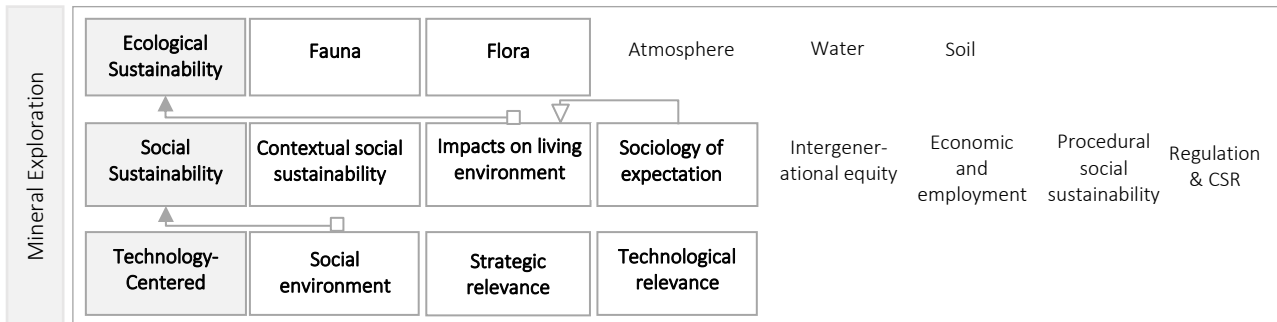 Mineral Exploration
Ecological
Sustainability
Fauna
Flora
Atmosphere
Water
Soil
Social
Sustainability
Contextual social
sustainability
Impacts on living
environment
Sociology of
expectation
Intergener-
ational equity
Economic
and
employment
Procedural
social
sustainability
Regulation
& CSR
Technology-
Centered
Social
environment
Strategic
relevance
Technological
relevance